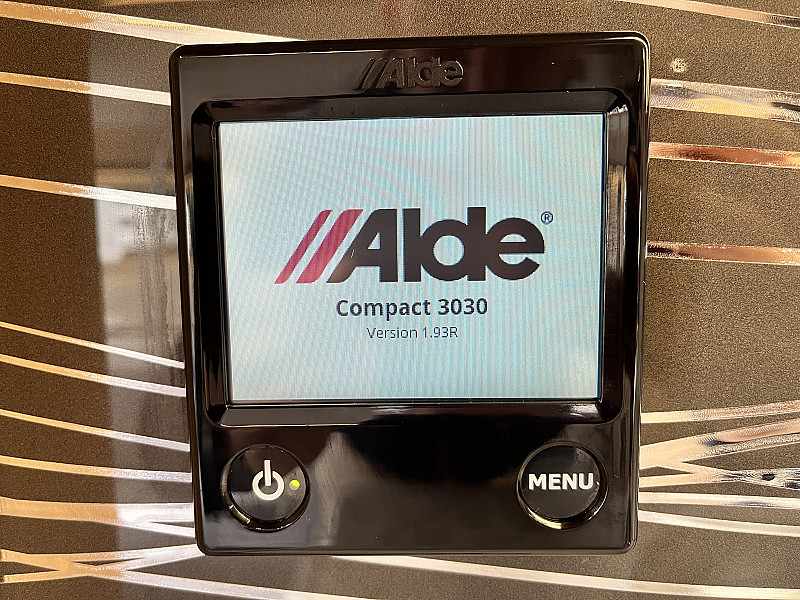 Alde
Alde®
Compact 3030
Version 1.93R
MENU